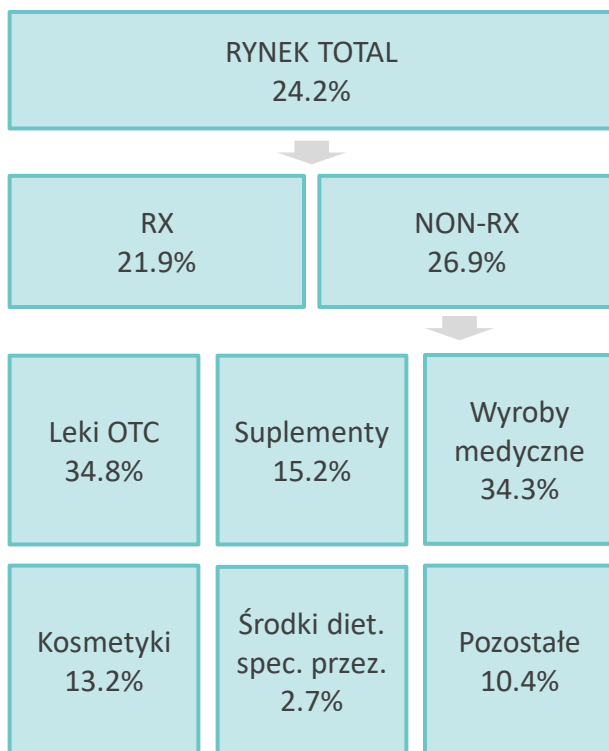 RYNEK TOTAL
24.2%
RX
21.9%
NON-RX
26.9%
Leki OTC
34.8%
Suplementy
15.2%
Wyroby
medyczne
34.3%
Kosmetyki
13.2%
Środki diet.
spec. przez.
2.7%
Pozostałe
10.4%